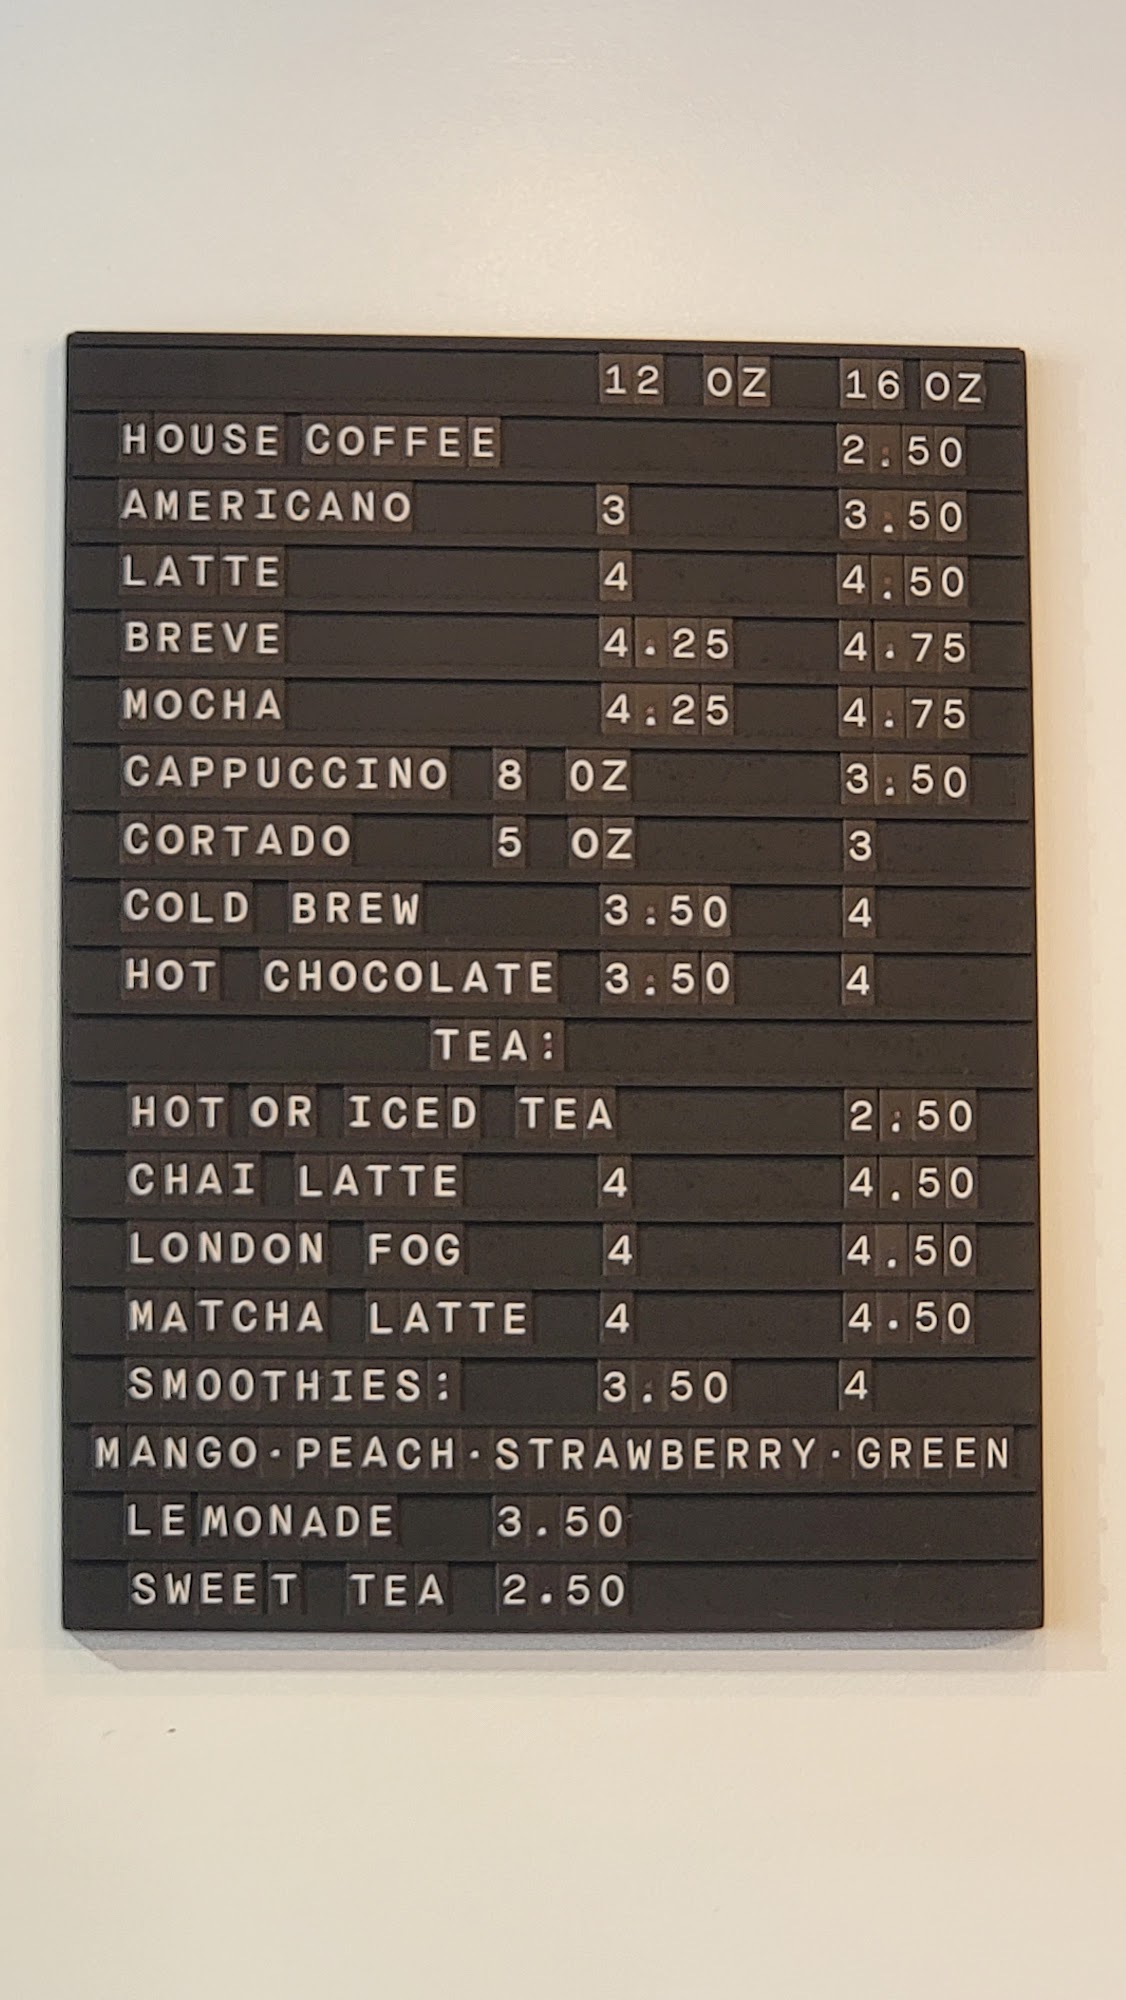 12 OZ 16 OZ
HOUSE COFFEE 2.50
AMERICANO 3 3.50
LATTE 4 4.50
BREVE 4.25 4.75
MOCHA 4.25 4.75
CAPPUCCINO 8 OZ 3.50
CORTADO 5 OZ 3
COLD BREW 3.50 4
HOT CHOCOLATE 3.50 4
TEA:
HOT OR ICED TEA 2.50
CHAI LATTE 4 4.50
LONDON FOG 4 4.50
MATCHA LATTE 4 4.50
SMOOTHIES: 3.50 4
MANGO·PEACH·STRAWBERRY·GREEN
LEMONADE 3.50
SWEET TEA 2.50